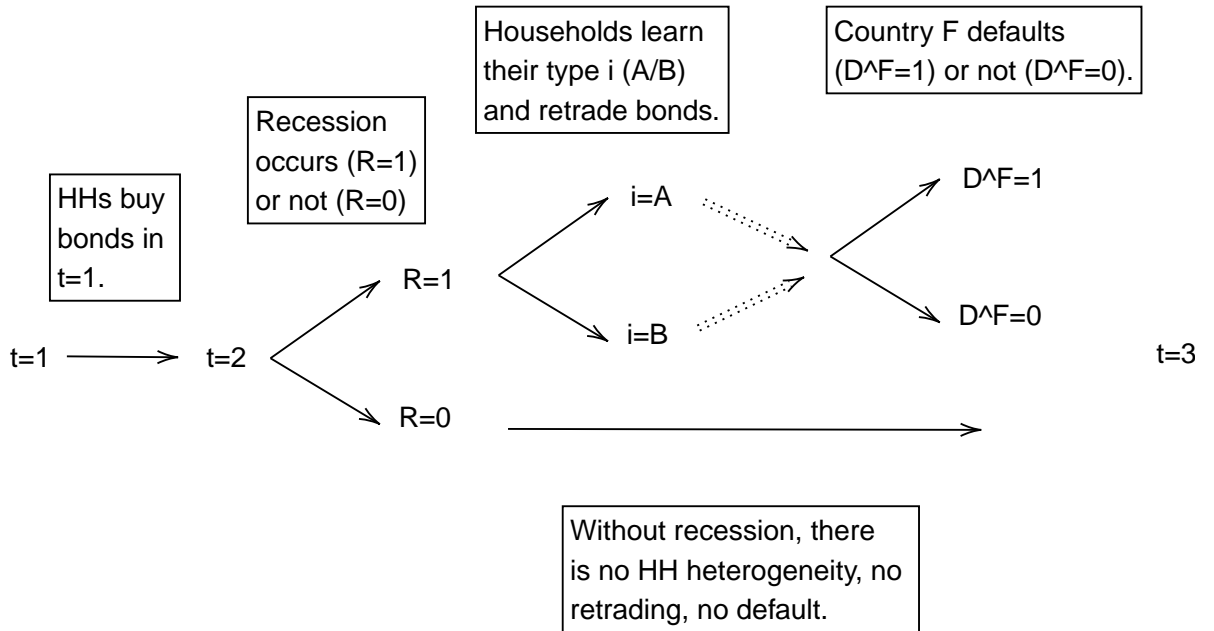 Households learn
their type i (A/B)
and retrade bonds.
Country F defaults
(D^F=1) or not (D^F=0).
Recession
occurs (R=1)
or not (R=0)
HHs buy
bonds in
t=1.
i=A
D^F=1
R=1
i=B
D^F=0
t=1
t=2
t=3
R=0
Without recession, there
is no HH heterogeneity, no
retrading, no default.